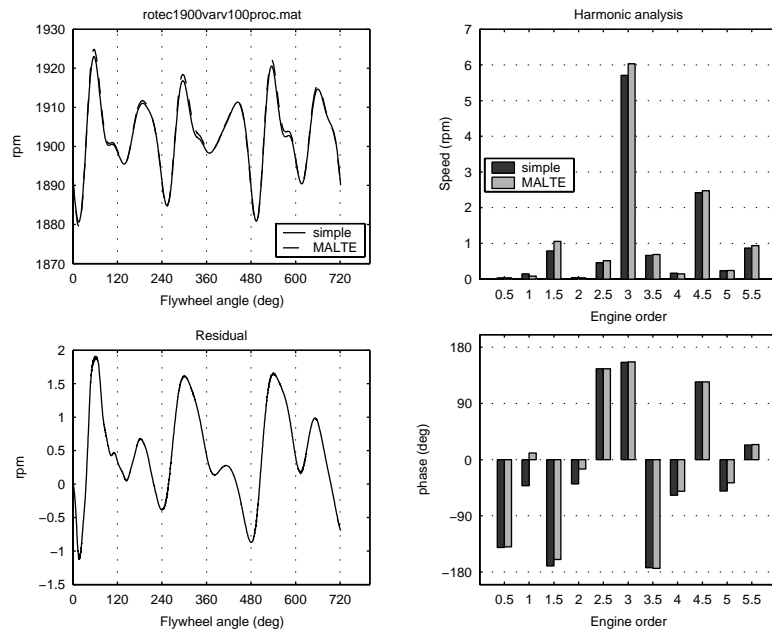 rotec1900varv100proc.mat
1930
1920
1910
1900
1890
1880
1870
rpm
simple
MALTE
0 120 240 360 480 600 720
Flywheel angle (deg)
Harmonic analysis
7
6
5
4
3
2
1
0
Speed (rpm)
simple
MALTE
0.5 1 1.5 2 2.5 3 3.5 4 4.5 5 5.5
Engine order
Residual
2
1.5
1
0.5
0
−0.5
−1
−1.5
rpm
0 120 240 360 480 600 720
Flywheel angle (deg)
180
90
0
−90
−180
phase (deg)
0.5 1 1.5 2 2.5 3 3.5 4 4.5 5 5.5
Engine order